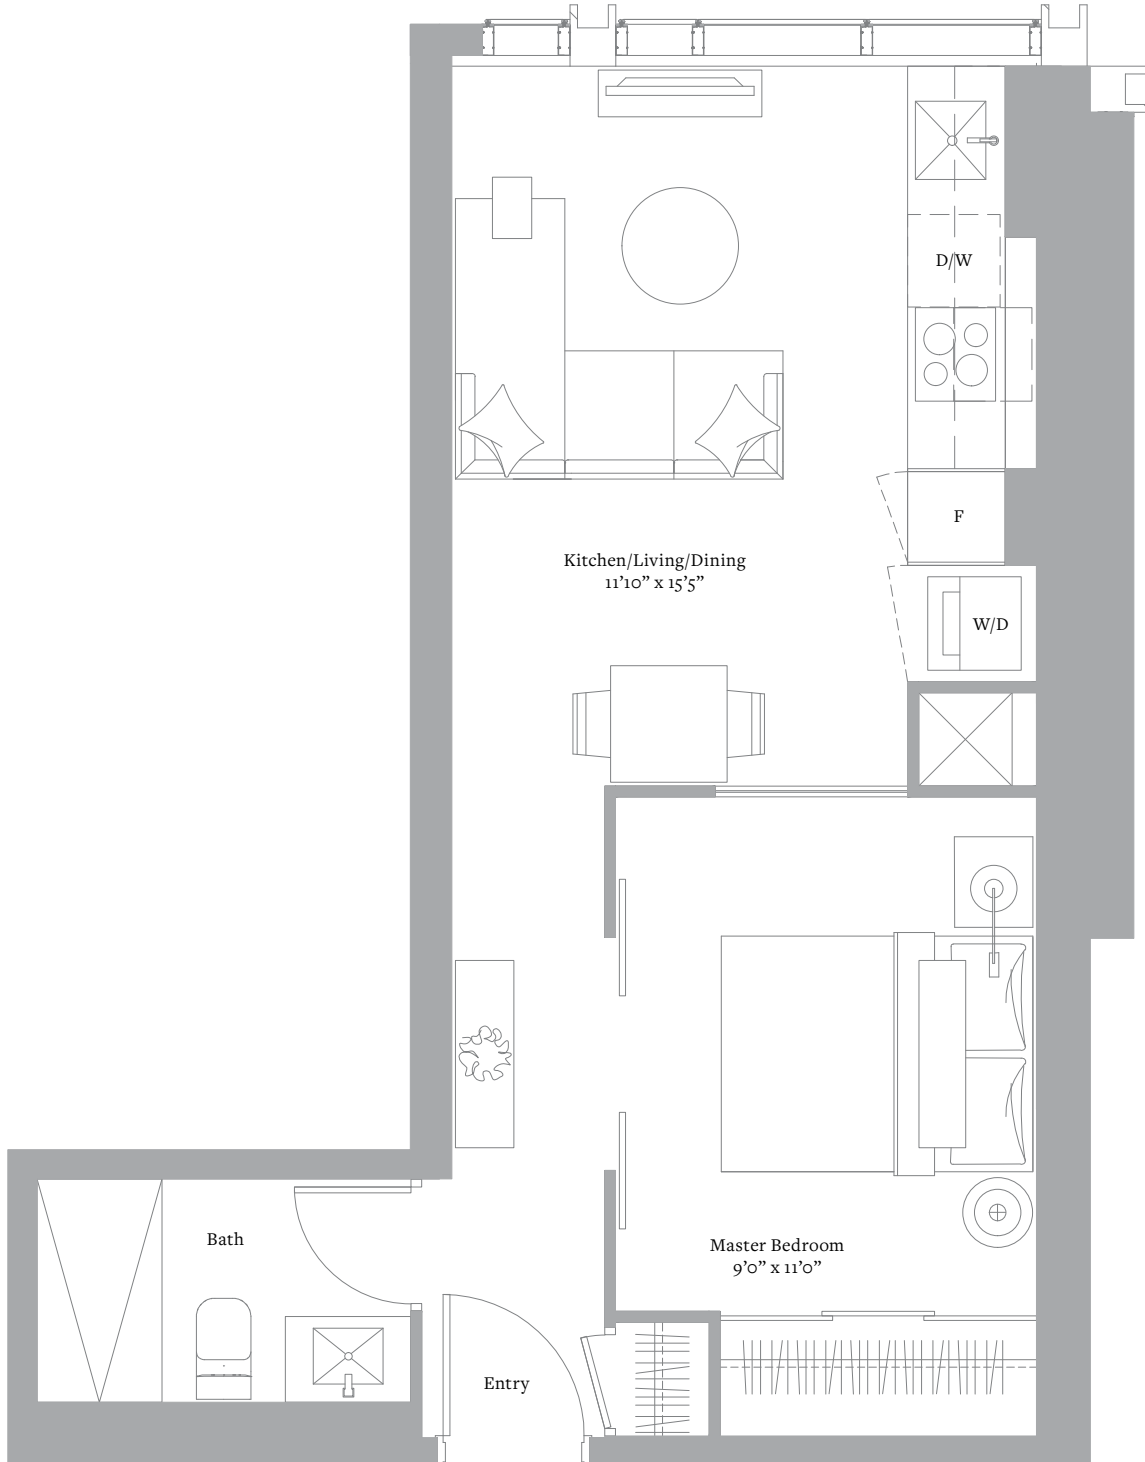 D/W
F
Kitchen/Living/Dining
11’10” x 15’5”
W/D
Bath
Master Bedroom
9’0” x 11’0”
Entry